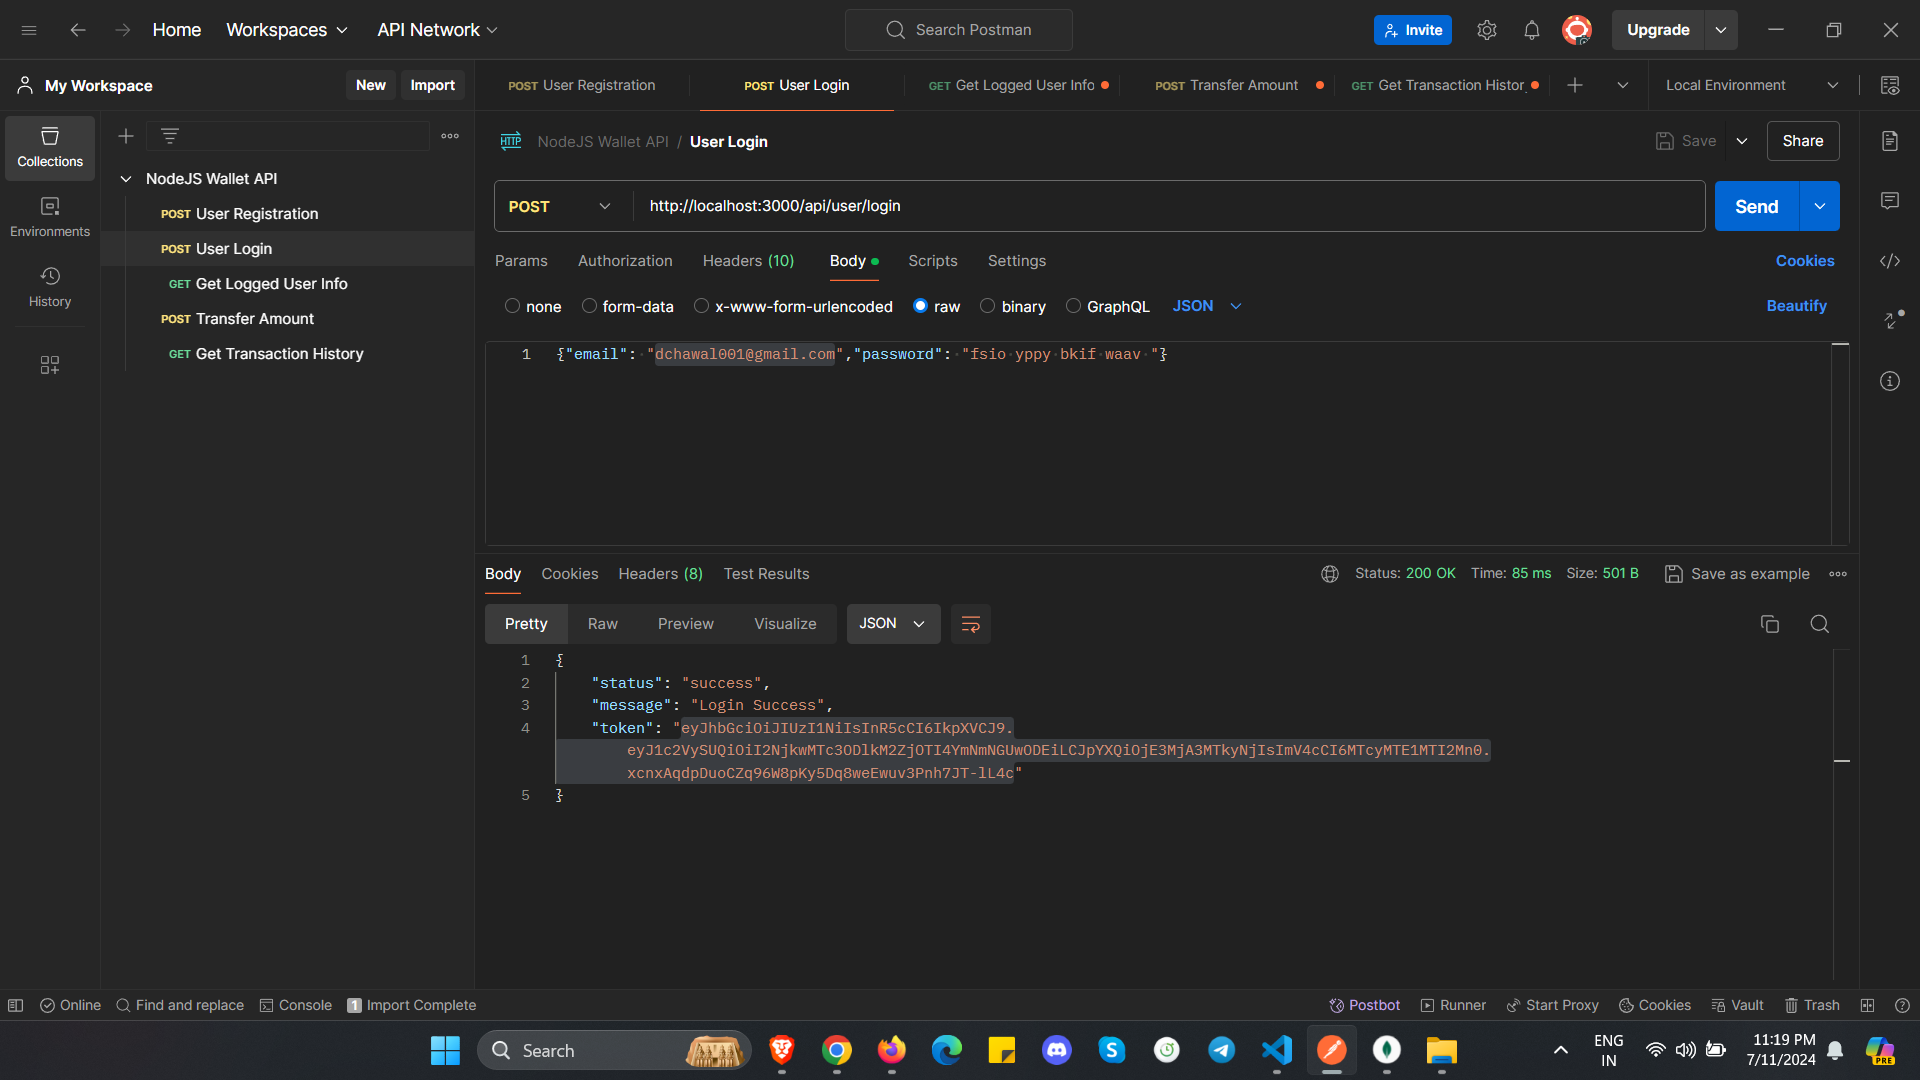 Home Workspaces API Network Search Postman Invite Upgrade
My Workspace New Import POST User Registration POST User Login GET Get Logged User Info POST Transfer Amount GET Get Transaction Histor Local Environment
Collections
Environments
History
NodeJS Wallet API
POST User Registration
POST User Login
GET Get Logged User Info
POST Transfer Amount
GET Get Transaction History
HTTP NodeJS Wallet API / User Login Save Share
POST http://localhost:3000/api/user/login Send
Params Authorization Headers (10) Body Scripts Settings Cookies
none form-data x-www-form-urlencoded raw binary GraphQL JSON Beautify
1 {"email": "dchawal001@gmail.com","password": "fsio yppy bkif waav "}
Body Cookies Headers (8) Test Results Status: 200 OK Time: 85 ms Size: 501 B Save as example
Pretty Raw Preview Visualize JSON
1 {
2 "status": "success",
3 "message": "Login Success",
4 "token": "eyJhbGciOiJIUzI1NiIsInR5cCI6IkpXVCJ9.
eyJ1c2VySUQiOiI2NjkwMTc3ODlkM2ZjOTI4YmNmNGUwODEiLCJpYXQiOjE3MjA3MTkyNjIsImV4cCI6MTcyMTE1MTI2Mn0.
xcnxAqdpDuoCZq96W8pKy5Dq8weEwuv3Pnh7JT-lL4c"
5 }
Online Find and replace Console 1 Import Complete Postbot Runner Start Proxy Cookies Vault Trash
Search ENG IN 11:19 PM 7/11/2024 PRE